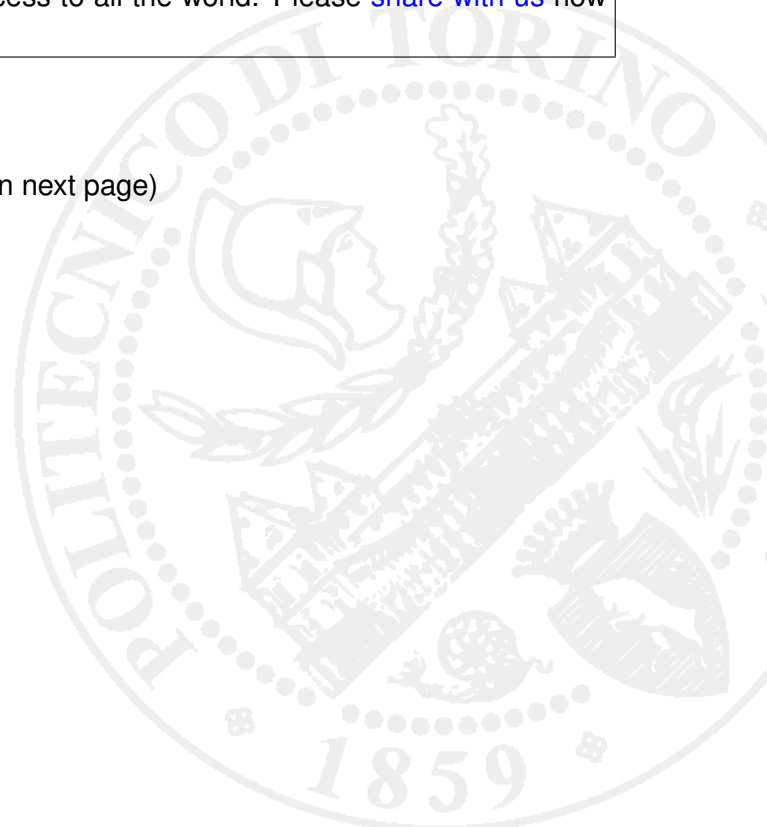 cess to all the world. Please share with us how
n next page)
POLITECNICO DI TORINO
1859